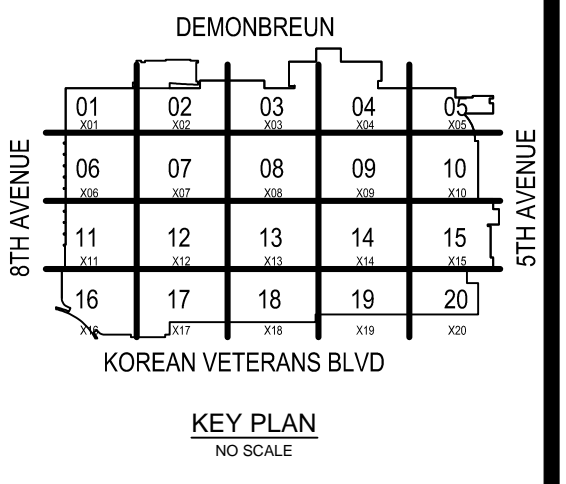 DEMONBREUN
01 02 03 04 05
X01 X02 X03 X04 X05
06 07 08 09 10
X06 X07 X08 X09 X10
8TH AVENUE
5TH AVENUE
11 12 13 14 15
X11 X12 X13 X14 X15
16 17 18 19 20
X16 X17 X18 X19 X20
KOREAN VETERANS BLVD
KEY PLAN
NO SCALE